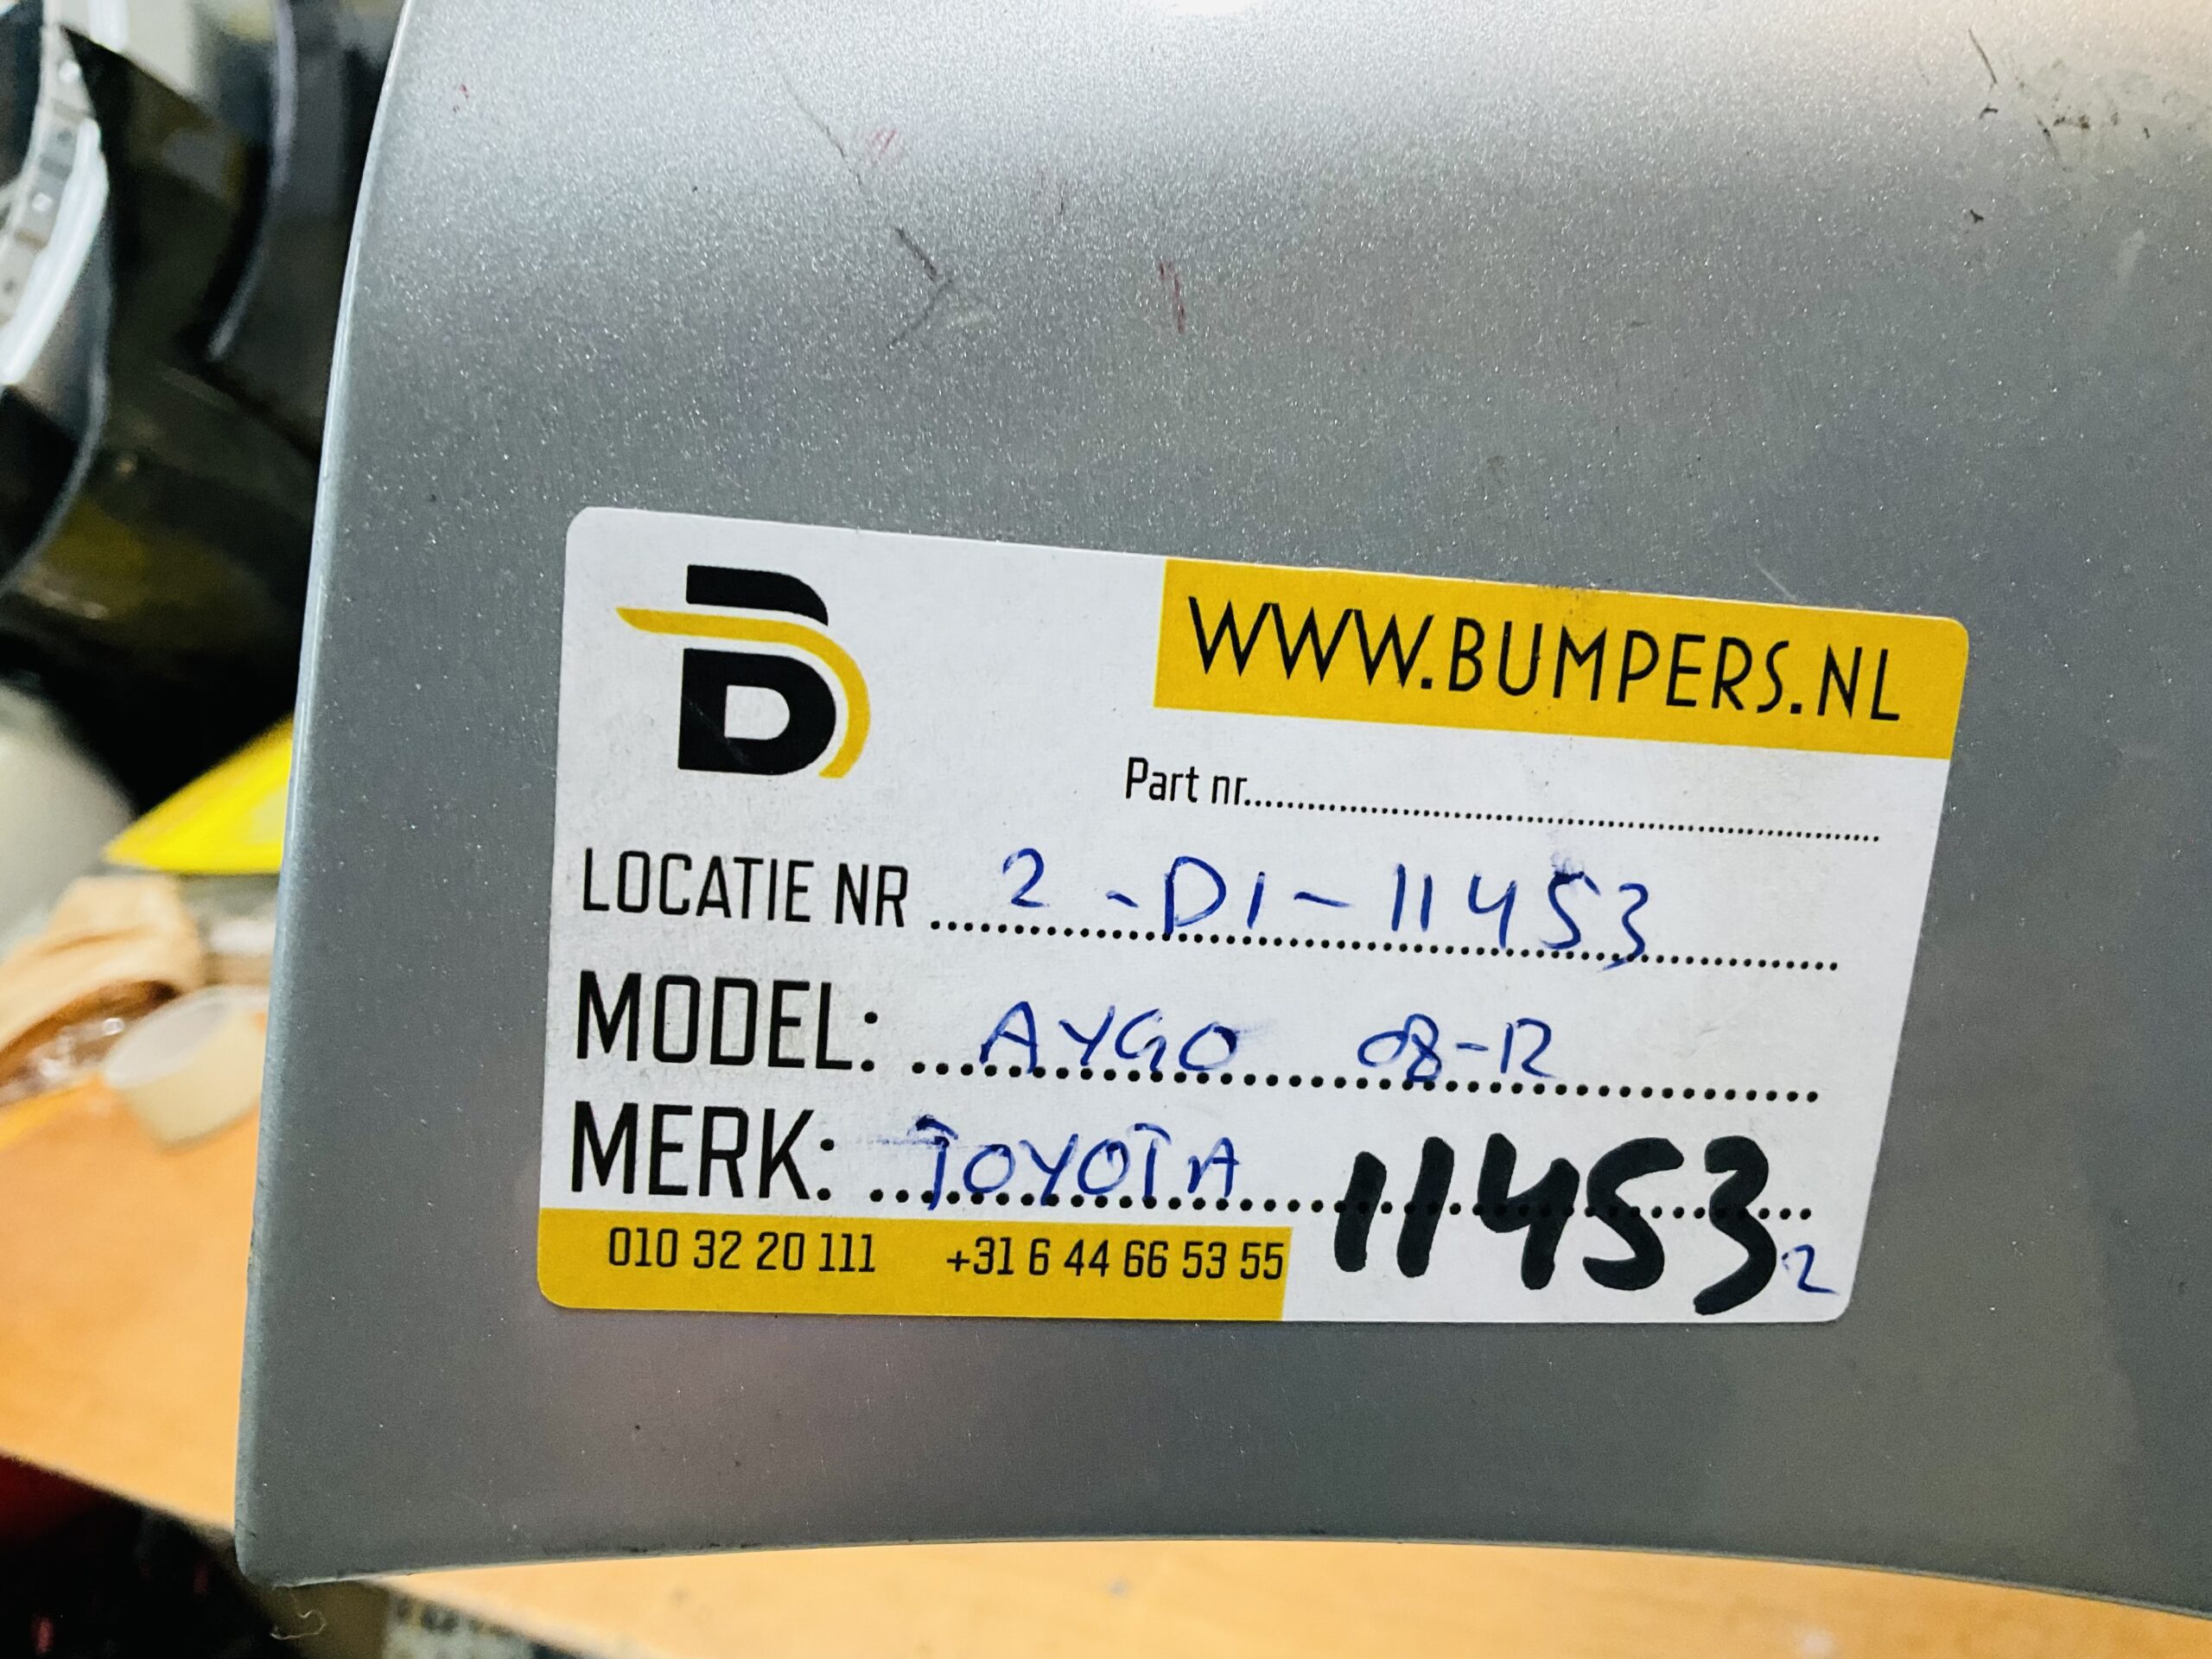 B
WWW.BUMPERS.NL
Part nr..............................................................
LOCATIE NR ... 2-D1-11453
MODEL: ... AYGO 08-12
MERK: ... TOYOTA
11453
2
010 32 20 111 +31 6 44 66 53 55